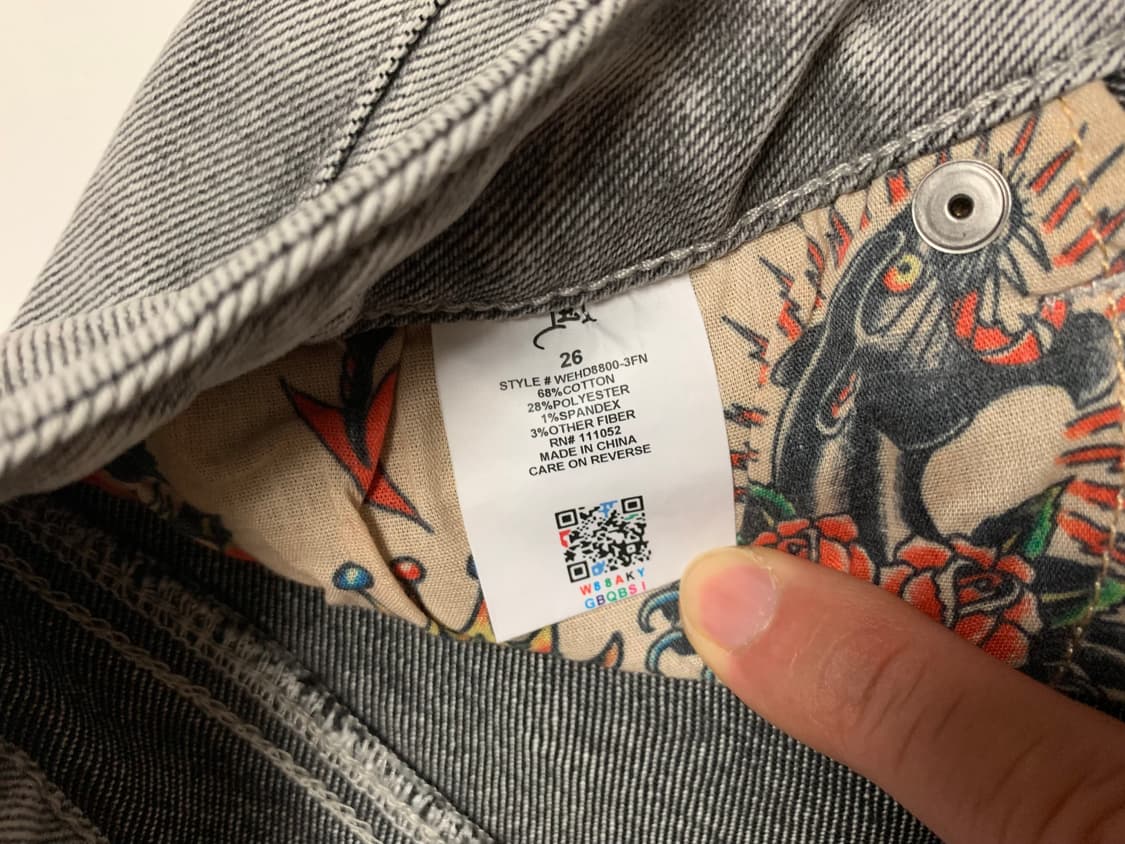 26
STYLE # WEHD8800-3FN
68%COTTON
28%POLYESTER
1%SPANDEX
3%OTHER FIBER
RN# 111052
MADE IN CHINA
CARE ON REVERSE
W88AKY
GBQBSI